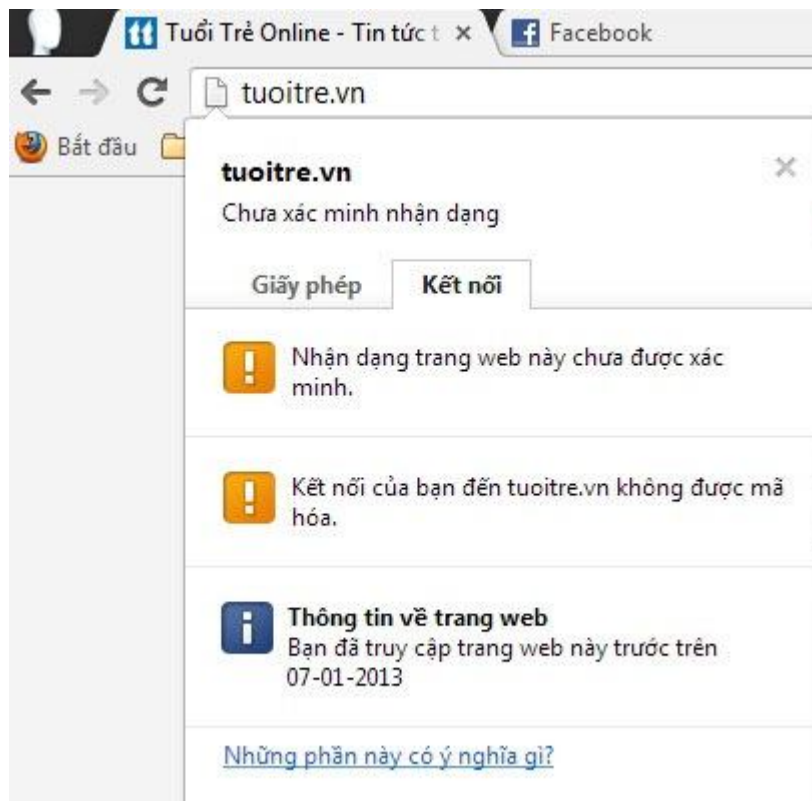 Tuổi Trẻ Online - Tin tức t
Facebook
tuoitre.vn
Bắt đầu
tuoitre.vn
Chưa xác minh nhận dạng
Giấy phép
Kết nối
Nhận dạng trang web này chưa được xác
minh.
Kết nối của bạn đến tuoitre.vn không được mã
hóa.
Thông tin về trang web
Bạn đã truy cập trang web này trước trên
07-01-2013
Những phần này có ý nghĩa gì?